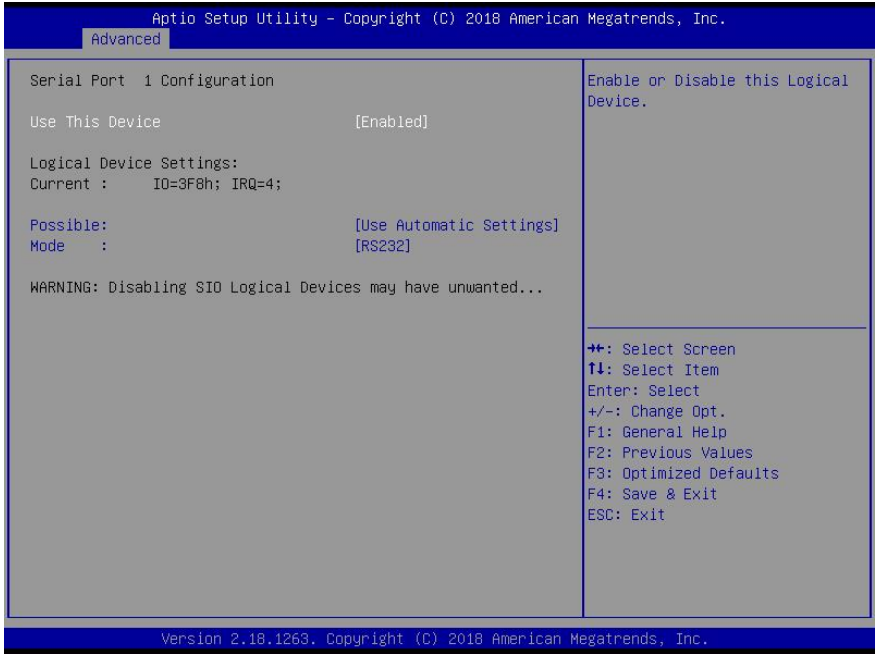 Aptio Setup Utility – Copyright (C) 2018 American Megatrends, Inc.
Advanced
Serial Port 1 Configuration
Use This Device [Enabled]
Logical Device Settings:
Current : IO=3F8h; IRQ=4;
Possible: [Use Automatic Settings]
Mode : [RS232]
WARNING: Disabling SIO Logical Devices may have unwanted...
Enable or Disable this Logical
Device.
→←: Select Screen
↑↓: Select Item
Enter: Select
+/-: Change Opt.
F1: General Help
F2: Previous Values
F3: Optimized Defaults
F4: Save & Exit
ESC: Exit
Version 2.18.1263. Copyright (C) 2018 American Megatrends, Inc.